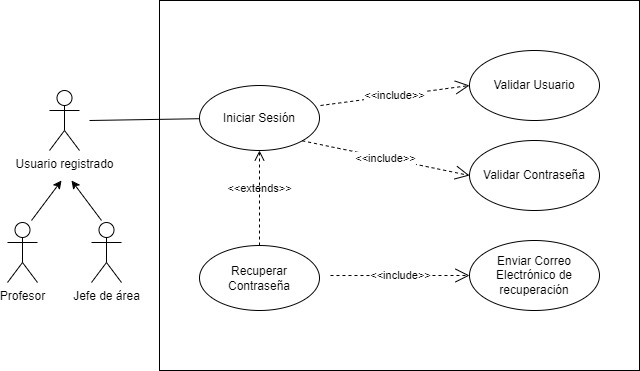 Validar Usuario
<<include>>
Iniciar Sesión
Usuario registrado
<<include>>
Validar Contraseña
<<extends>>
Profesor
Jefe de área
Recuperar
Contraseña
<<include>>
Enviar Correo
Electrónico de
recuperación